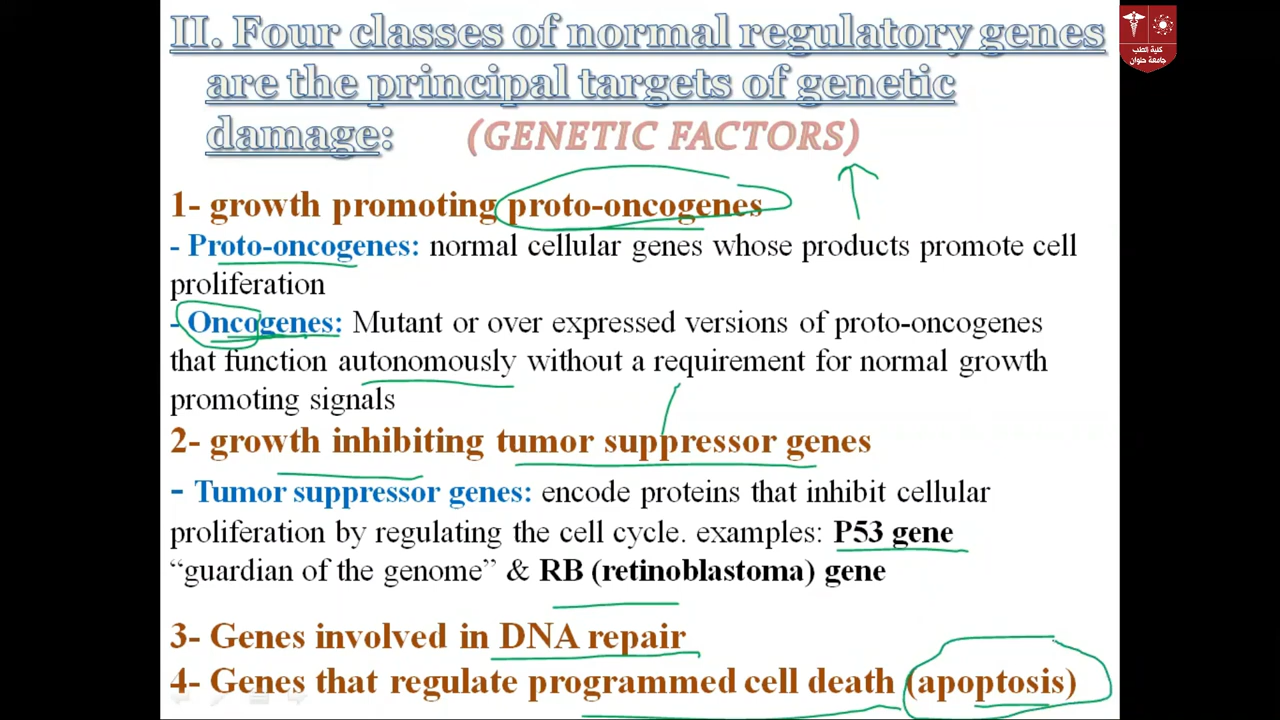 II. Four classes of normal regulatory genes
are the principal targets of genetic
damage: (GENETIC FACTORS)
كلية الطب
جامعة حلوان
1- growth promoting proto-oncogenes
- Proto-oncogenes: normal cellular genes whose products promote cell
proliferation
- Oncogenes: Mutant or over expressed versions of proto-oncogenes
that function autonomously without a requirement for normal growth
promoting signals
2- growth inhibiting tumor suppressor genes
- Tumor suppressor genes: encode proteins that inhibit cellular
proliferation by regulating the cell cycle. examples: P53 gene
“guardian of the genome” & RB (retinoblastoma) gene
3- Genes involved in DNA repair
4- Genes that regulate programmed cell death (apoptosis)